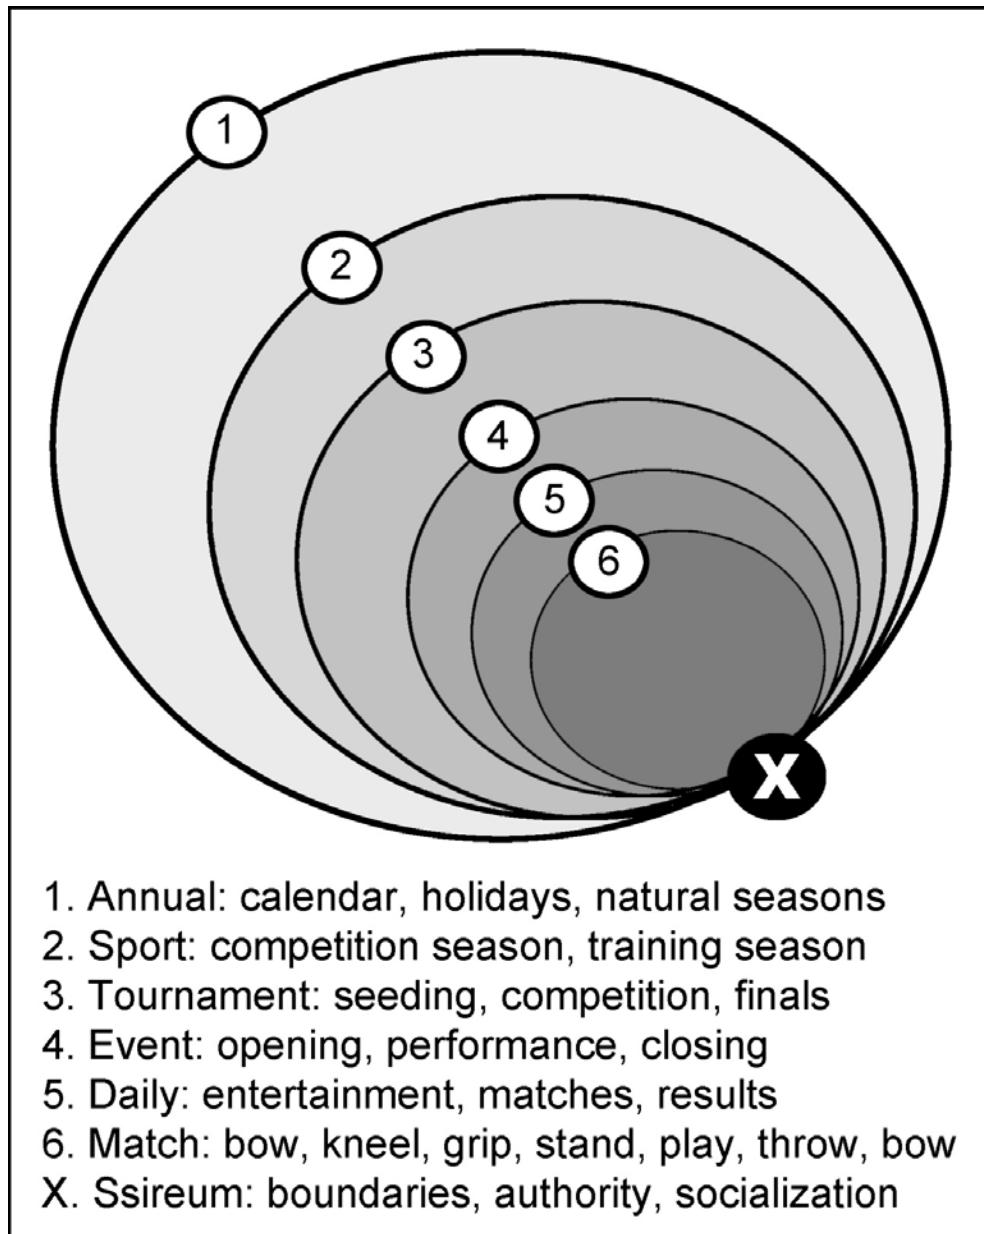 1
2
3
4
5
6
X
1. Annual: calendar, holidays, natural seasons
2. Sport: competition season, training season
3. Tournament: seeding, competition, finals
4. Event: opening, performance, closing
5. Daily: entertainment, matches, results
6. Match: bow, kneel, grip, stand, play, throw, bow
X. Ssireum: boundaries, authority, socialization